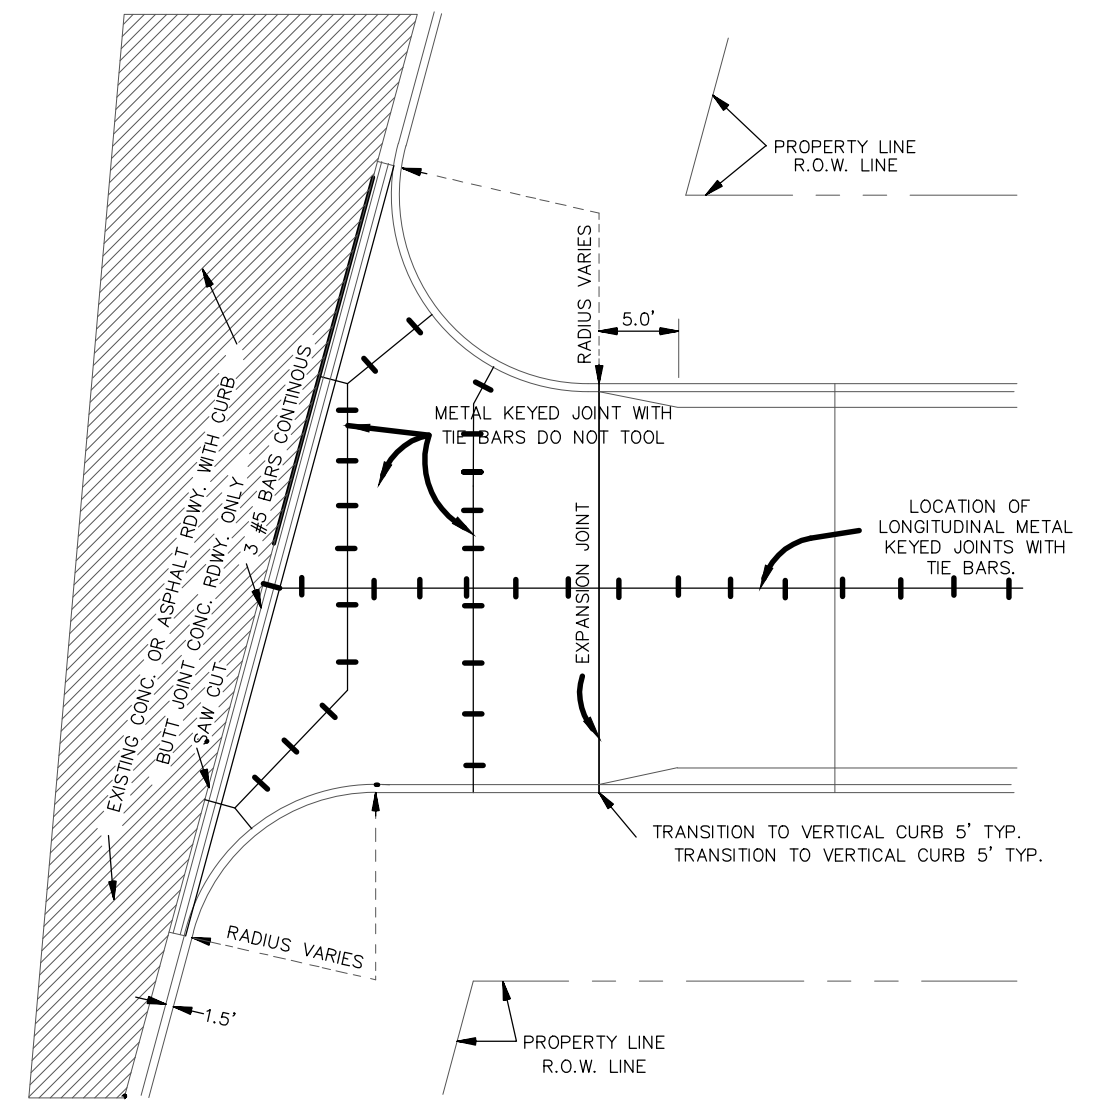 PROPERTY LINE
R.O.W. LINE
RADIUS VARIES
5.0'
METAL KEYED JOINT WITH
TIE BARS DO NOT TOOL
3 #5 BARS CONTINOUS
EXISTING CONC. OR ASPHALT RDWY. WITH CURB
BUTT JOINT CONC. RDWY. ONLY
SAW CUT
EXPANSION JOINT
LOCATION OF
LONGITUDINAL METAL
KEYED JOINTS WITH
TIE BARS.
TRANSITION TO VERTICAL CURB 5' TYP.
TRANSITION TO VERTICAL CURB 5' TYP.
RADIUS VARIES
1.5'
PROPERTY LINE
R.O.W. LINE